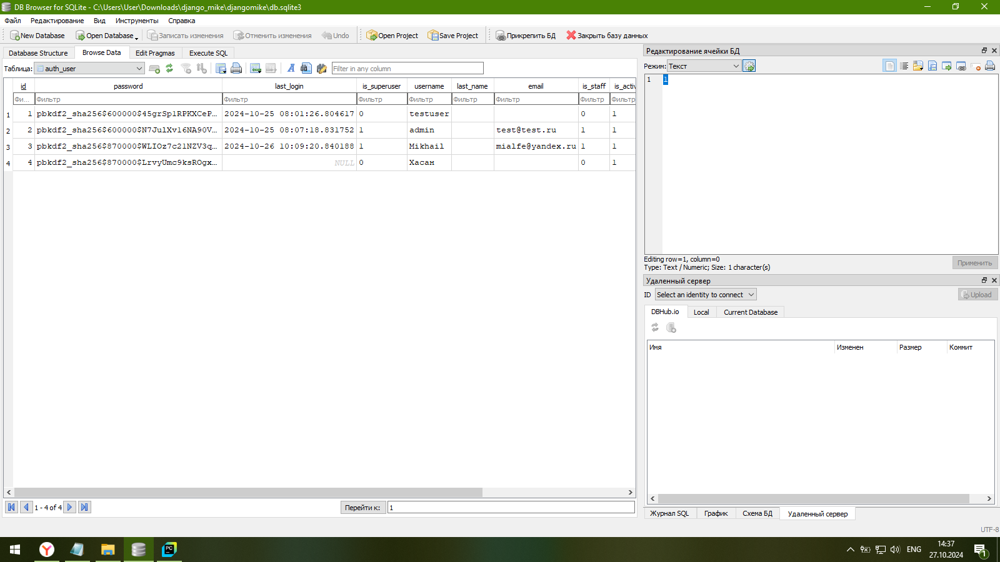 DB Browser for SQLite - C:\Users\User\Downloads\django_mike\djangomike\db.sqlite3
Файл Редактирование Вид Инструменты Справка
New Database Open Database Записать изменения Отменить изменения Undo Open Project Save Project Прикрепить БД Закрыть базу данных
Database Structure Browse Data Edit Pragmas Execute SQL
Таблица: auth_user Filter in any column
id password last_login is_superuser username last_name email is_staff is_activ
Фи... Фильтр Фильтр Фильтр Фильтр Фильтр Фильтр Фильтр Фильтр
1 1 pbkdf2_sha256$600000$45grSplRPKXCeP... 2024-10-25 08:01:26.804617 0 testuser 0 1
2 2 pbkdf2_sha256$600000$N7JulXv16NA90V... 2024-10-25 08:07:18.831752 1 admin test@test.ru 1 1
3 3 pbkdf2_sha256$870000$WLIOz7c21NZV3q... 2024-10-26 10:09:20.840188 1 Mikhail mialfe@yandex.ru 1 1
4 4 pbkdf2_sha256$870000$LrvyUmc9ksROgx... NULL 0 Хасан 0 1
1 - 4 of 4 Перейти к: 1
Редактирование ячейки БД
Режим: Текст
1 1
Editing row=1, column=0
Type: Text / Numeric; Size: 1 character(s)
Применить
Удаленный сервер
ID Select an identity to connect Upload
DBHub.io Local Current Database
Имя Изменен Размер Коммит
Журнал SQL График Схема БД Удаленный сервер
UTF-8
PC
ENG
14:37
27.10.2024
1